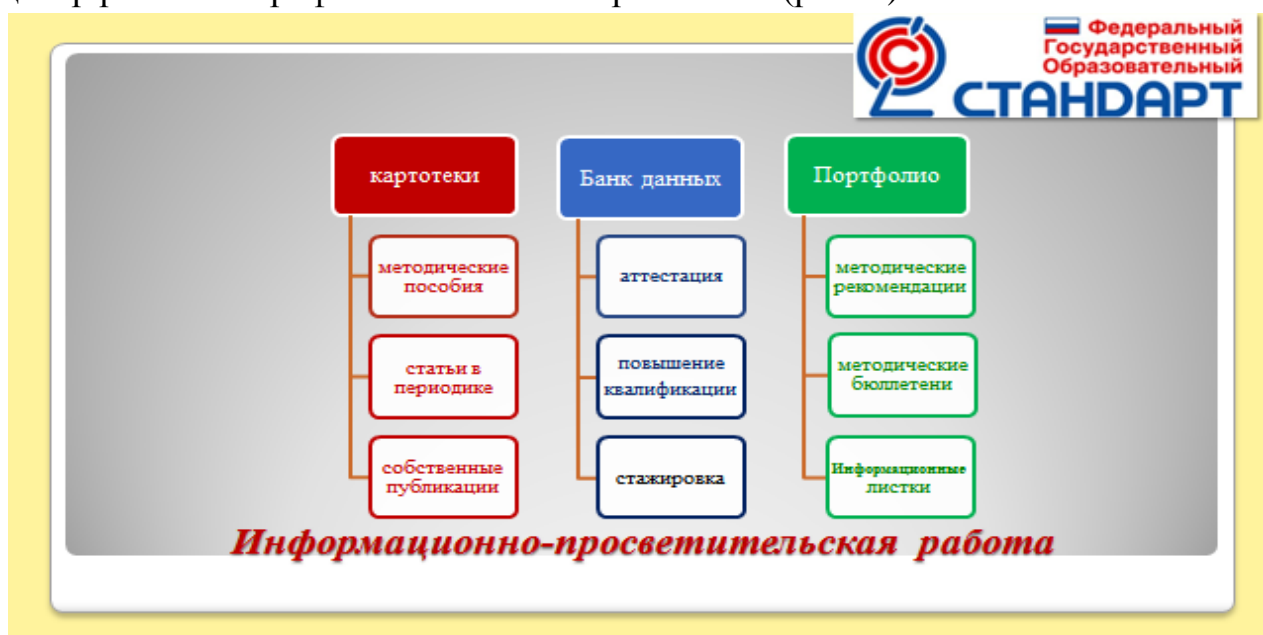 Федеральный
Государственный
Образовательный
СТАНДАРТ
картотеки
методические
пособия
статьи в
периодике
собственные
публикации
Банк данных
аттестация
повышение
квалификации
стажировка
Портфолио
методические
рекомендации
методические
бюллетени
Информационные
листки
Информационно-просветительская работа